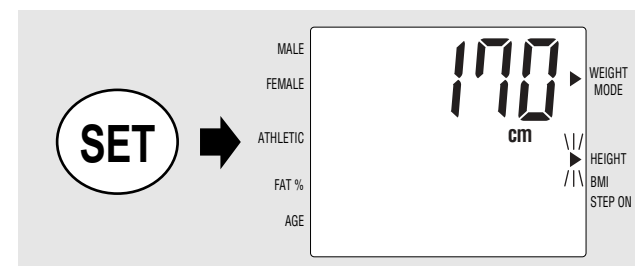 SET
MALE
FEMALE
ATHLETIC
FAT %
AGE
170
cm
WEIGHT
MODE
HEIGHT
BMI
STEP ON